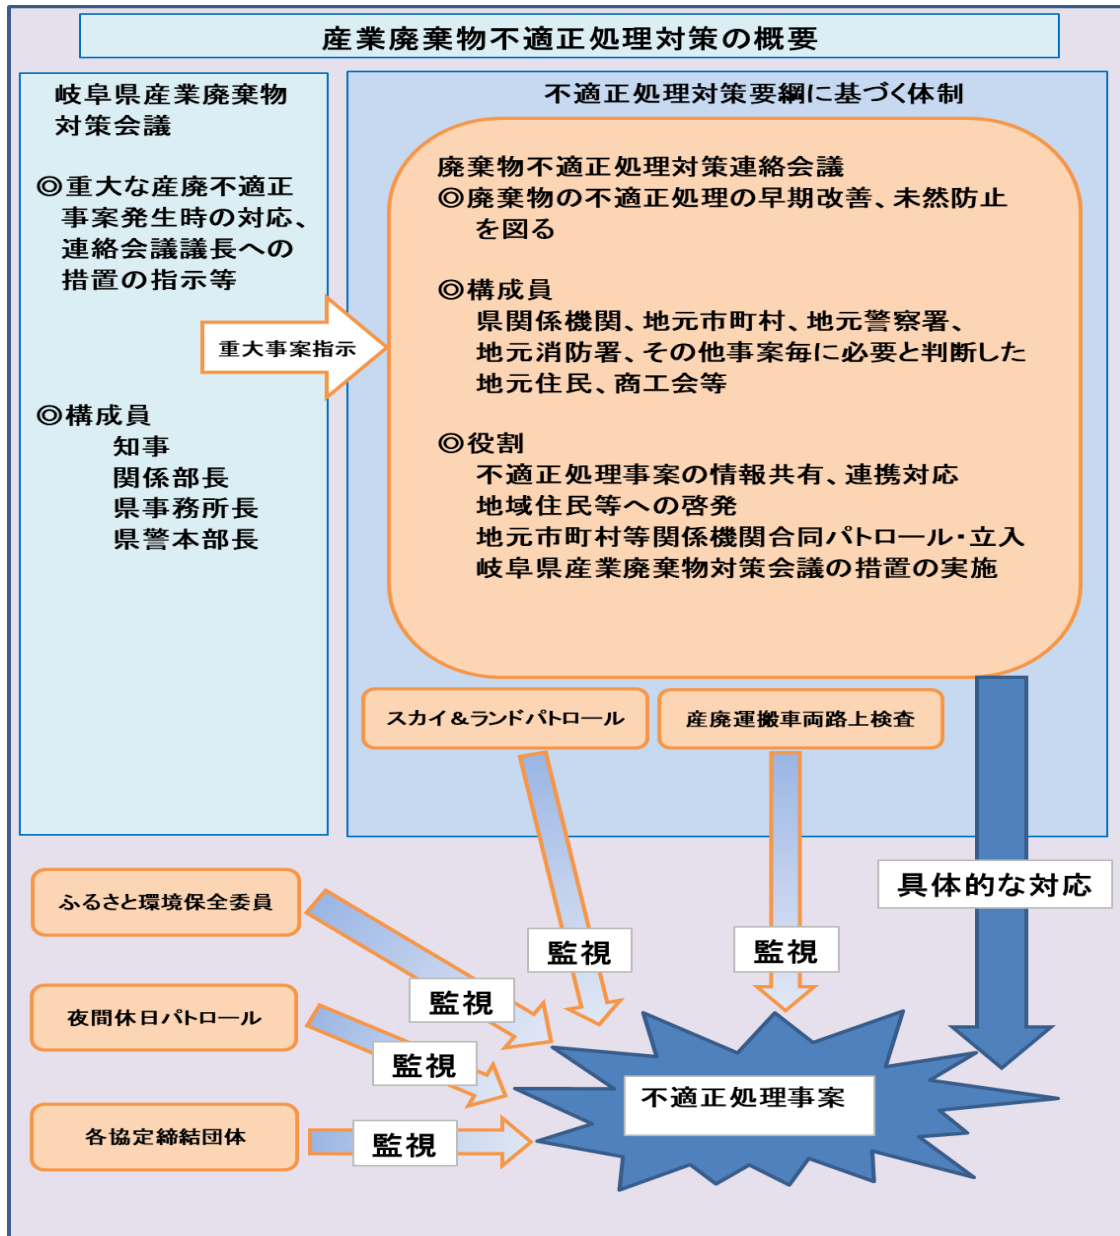 産業廃棄物不適正処理対策の概要
岐阜県産業廃棄物
対策会議
◎重大な産廃不適正
事案発生時の対応、
連絡会議議長への
措置の指示等
◎構成員
知事
関係部長
県事務所長
県警本部長
重大事案指示
不適正処理対策要綱に基づく体制
廃棄物不適正処理対策連絡会議
◎廃棄物の不適正処理の早期改善、未然防止
を図る
◎構成員
県関係機関、地元市町村、地元警察署、
地元消防署、その他事案毎に必要と判断した
地元住民、商工会等
◎役割
不適正処理事案の情報共有、連携対応
地域住民等への啓発
地元市町村等関係機関合同パトロール・立入
岐阜県産業廃棄物対策会議の措置の実施
スカイ&ランドパトロール
産廃運搬車両路上検査
具体的な対応
ふるさと環境保全委員
監視
監視
監視
夜間休日パトロール
監視
不適正処理事案
各協定締結団体
監視